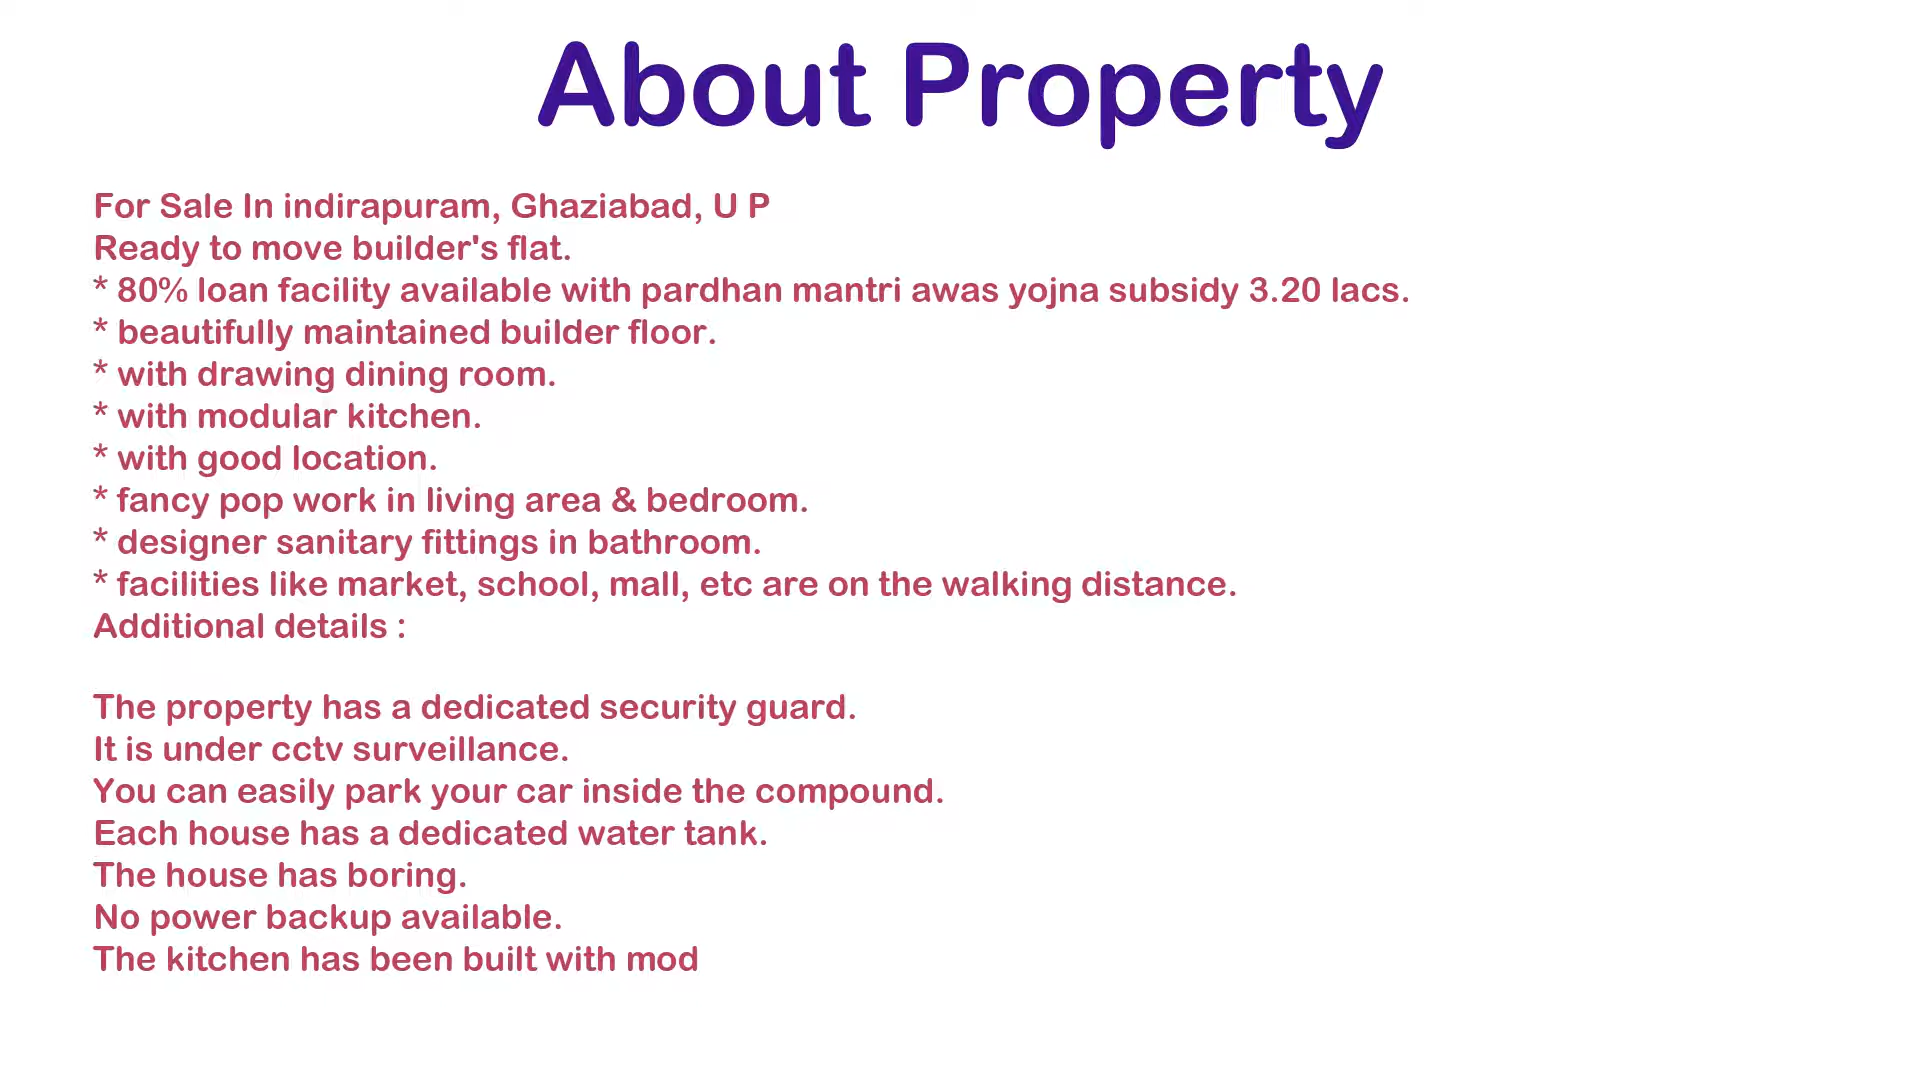 About Property
For Sale In indirapuram, Ghaziabad, U P
Ready to move builder's flat.
* 80% loan facility available with pardhan mantri awas yojna subsidy 3.20 lacs.
* beautifully maintained builder floor.
* with drawing dining room.
* with modular kitchen.
* with good location.
* fancy pop work in living area & bedroom.
* designer sanitary fittings in bathroom.
* facilities like market, school, mall, etc are on the walking distance.
Additional details :
The property has a dedicated security guard.
It is under cctv surveillance.
You can easily park your car inside the compound.
Each house has a dedicated water tank.
The house has boring.
No power backup available.
The kitchen has been built with mod